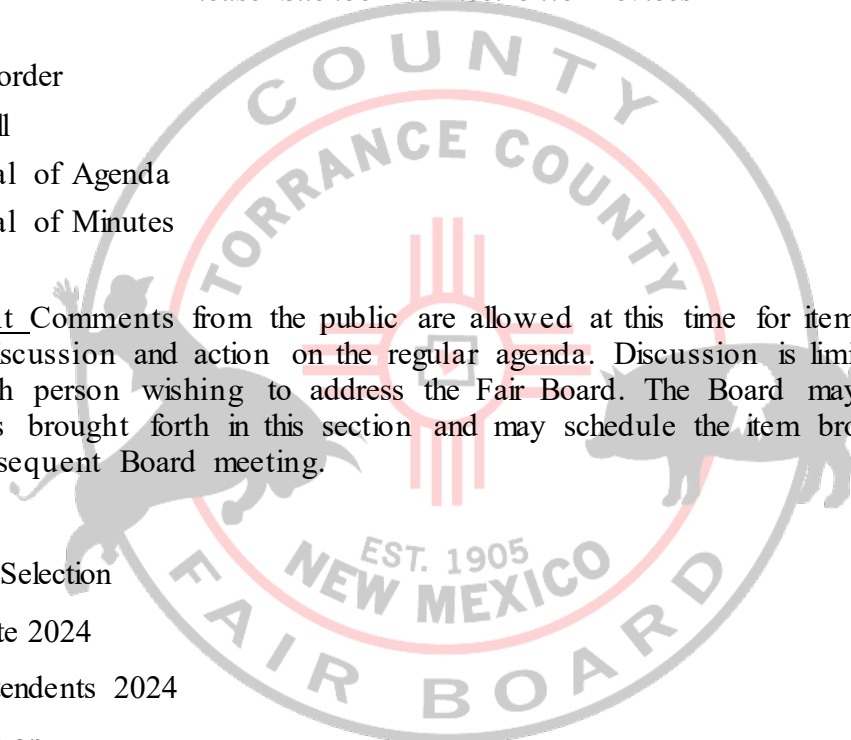 order
ll
al of Agenda
al of Minutes
t Comments from the public are allowed at this time for item
iscussion and action on the regular agenda. Discussion is limi
h person wishing to address the Fair Board. The Board may
s brought forth in this section and may schedule the item bro
sequent Board meeting.
Selection
te 2024
tendents 2024
COUNTY
TORRANCE COUNTY
EST. 1905
NEW MEXICO
FAIR BOARD